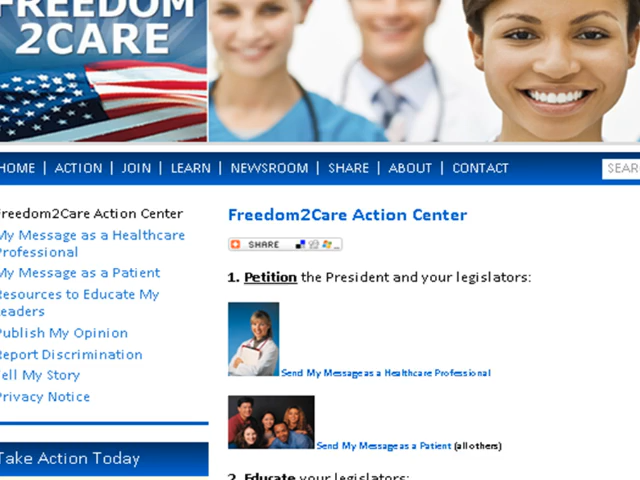 FREEDOM
2CARE
HOME | ACTION | JOIN | LEARN | NEWSROOM | SHARE | ABOUT | CONTACT
SEAR
Freedom2Care Action Center
My Message as a Healthcare
Professional
My Message as a Patient
Resources to Educate My
Leaders
Publish My Opinion
Report Discrimination
Tell My Story
Privacy Notice
Take Action Today
Freedom2Care Action Center
SHARE
1. Petition the President and your legislators:
Send My Message as a Healthcare Professional
Send My Message as a Patient (all others)
2. Educate your legislators: